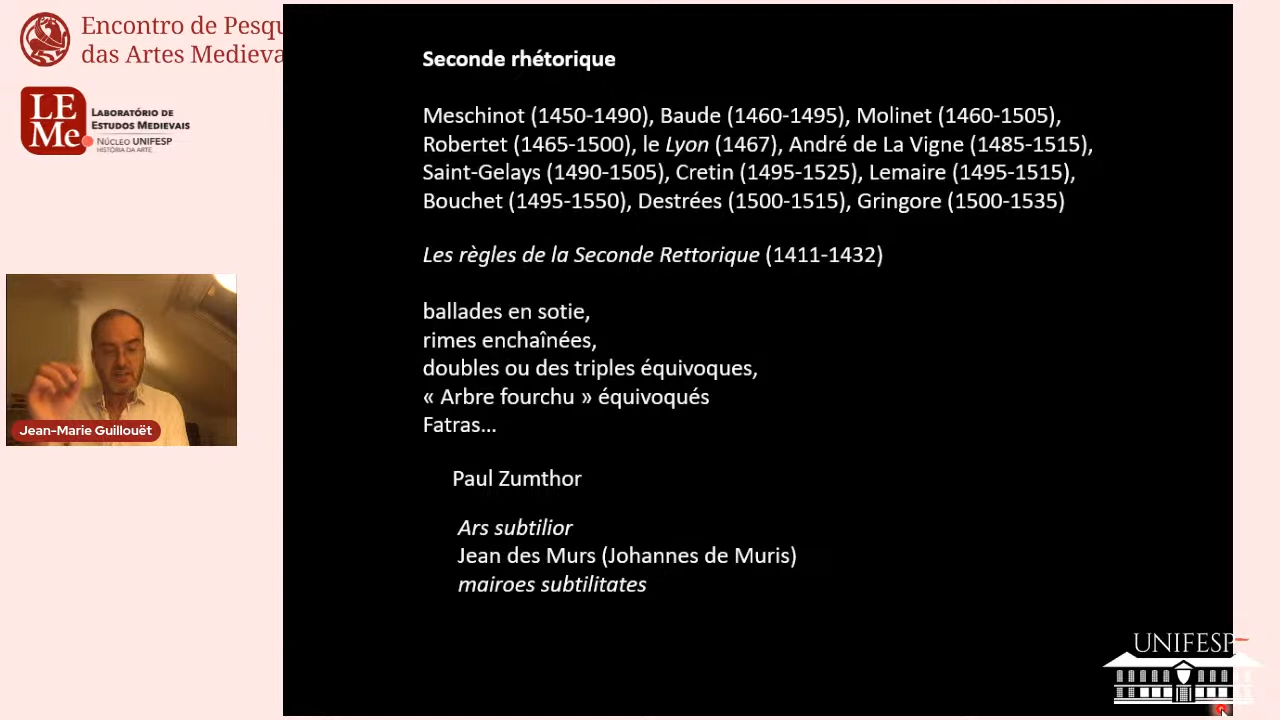 Encontro de Pesqu
das Artes Medieva
LE
Me
LABORATÓRIO DE
ESTUDOS MEDIEVAIS
NÚCLEO UNIFESP
HISTÓRIA DA ARTE
Seconde rhétorique
Meschinot (1450-1490), Baude (1460-1495), Molinet (1460-1505),
Robertet (1465-1500), le Lyon (1467), André de La Vigne (1485-1515),
Saint-Gelays (1490-1505), Cretin (1495-1525), Lemaire (1495-1515),
Bouchet (1495-1550), Destrées (1500-1515), Gringore (1500-1535)
Les règles de la Seconde Rettorique (1411-1432)
ballades en sotie,
rimes enchaînées,
doubles ou des triples équivoques,
« Arbre fourchu » équivoqués
Fatras…
Paul Zumthor
Ars subtilior
Jean des Murs (Johannes de Muris)
mairoes subtilitates
Jean-Marie Guillouët
UNIFESP